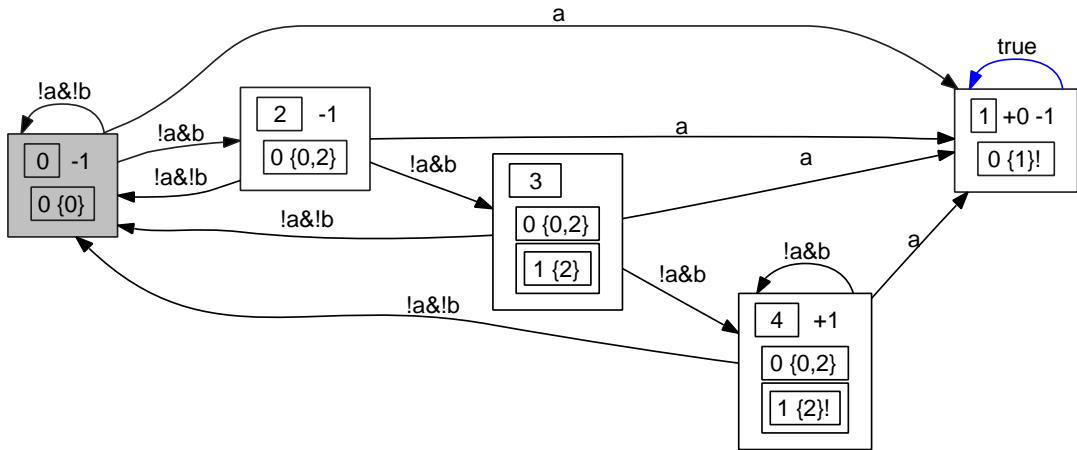 a
true
!a&!b
2 -1
1 +0 -1
!a&b
a
0 -1
0 {0,2}
0 {1}!
!a&b
a
!a&!b
3
0 {0}
0 {0,2}
!a&!b
a
1 {2}
!a&b
!a&b
!a&!b
4 +1
0 {0,2}
1 {2}!